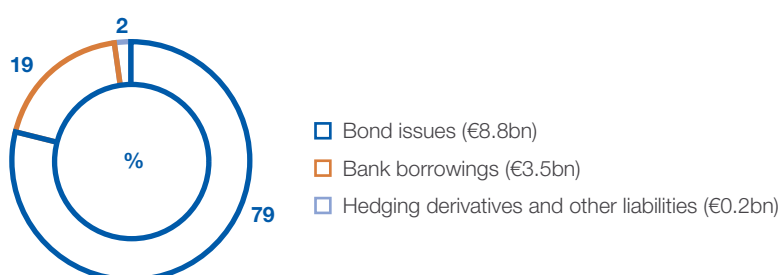 2
19
%
79
Bond issues (€8.8bn)
Bank borrowings (€3.5bn)
Hedging derivatives and other liabilities (€0.2bn)